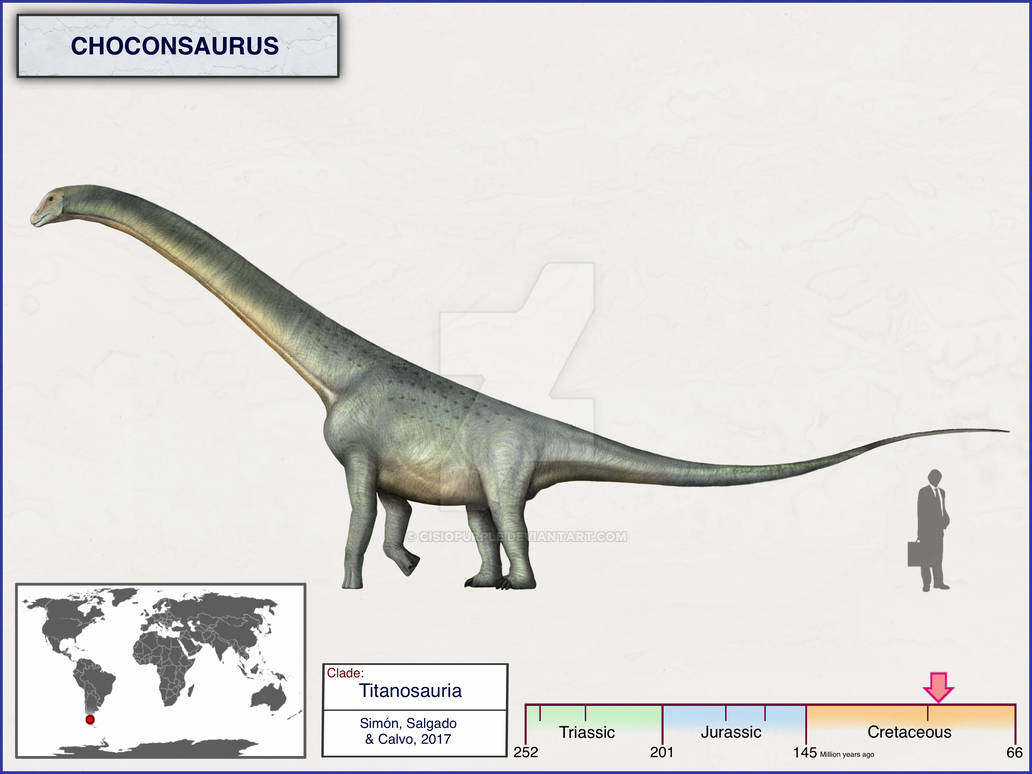 CHOCONSAURUS
© CISIOPURPLE.DEVIANTART.COM
Clade:
Titanosauria
Simón, Salgado
& Calvo, 2017
Triassic
Jurassic
Cretaceous
252
201
145 Million years ago
66